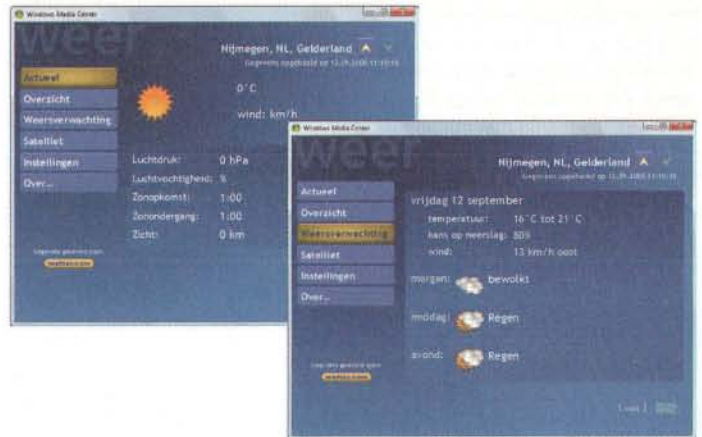 Windows Media Center
weer
Nijmegen, NL, Gelderland
Actueel
Overzicht
Weersverwachting
Satelliet
Instellingen
Over...
0°C
wind: km/h
Luchtdruk: 0 hPa
Luchtvochtigheid: %
Zonopkomst: 1:00
Zonondergang: 1:00
Zicht: 0 km
Windows Media Center
weer
Nijmegen, NL, Gelderland
Actueel
Overzicht
Weersverwachting
Satelliet
Instellingen
Over...
vrijdag 12 september
temperatuur: 16°C tot 21°C
kans op neerslag: 80%
wind: 13 km/h oost
morgen: bewolkt
middag: Regen
avond: Regen